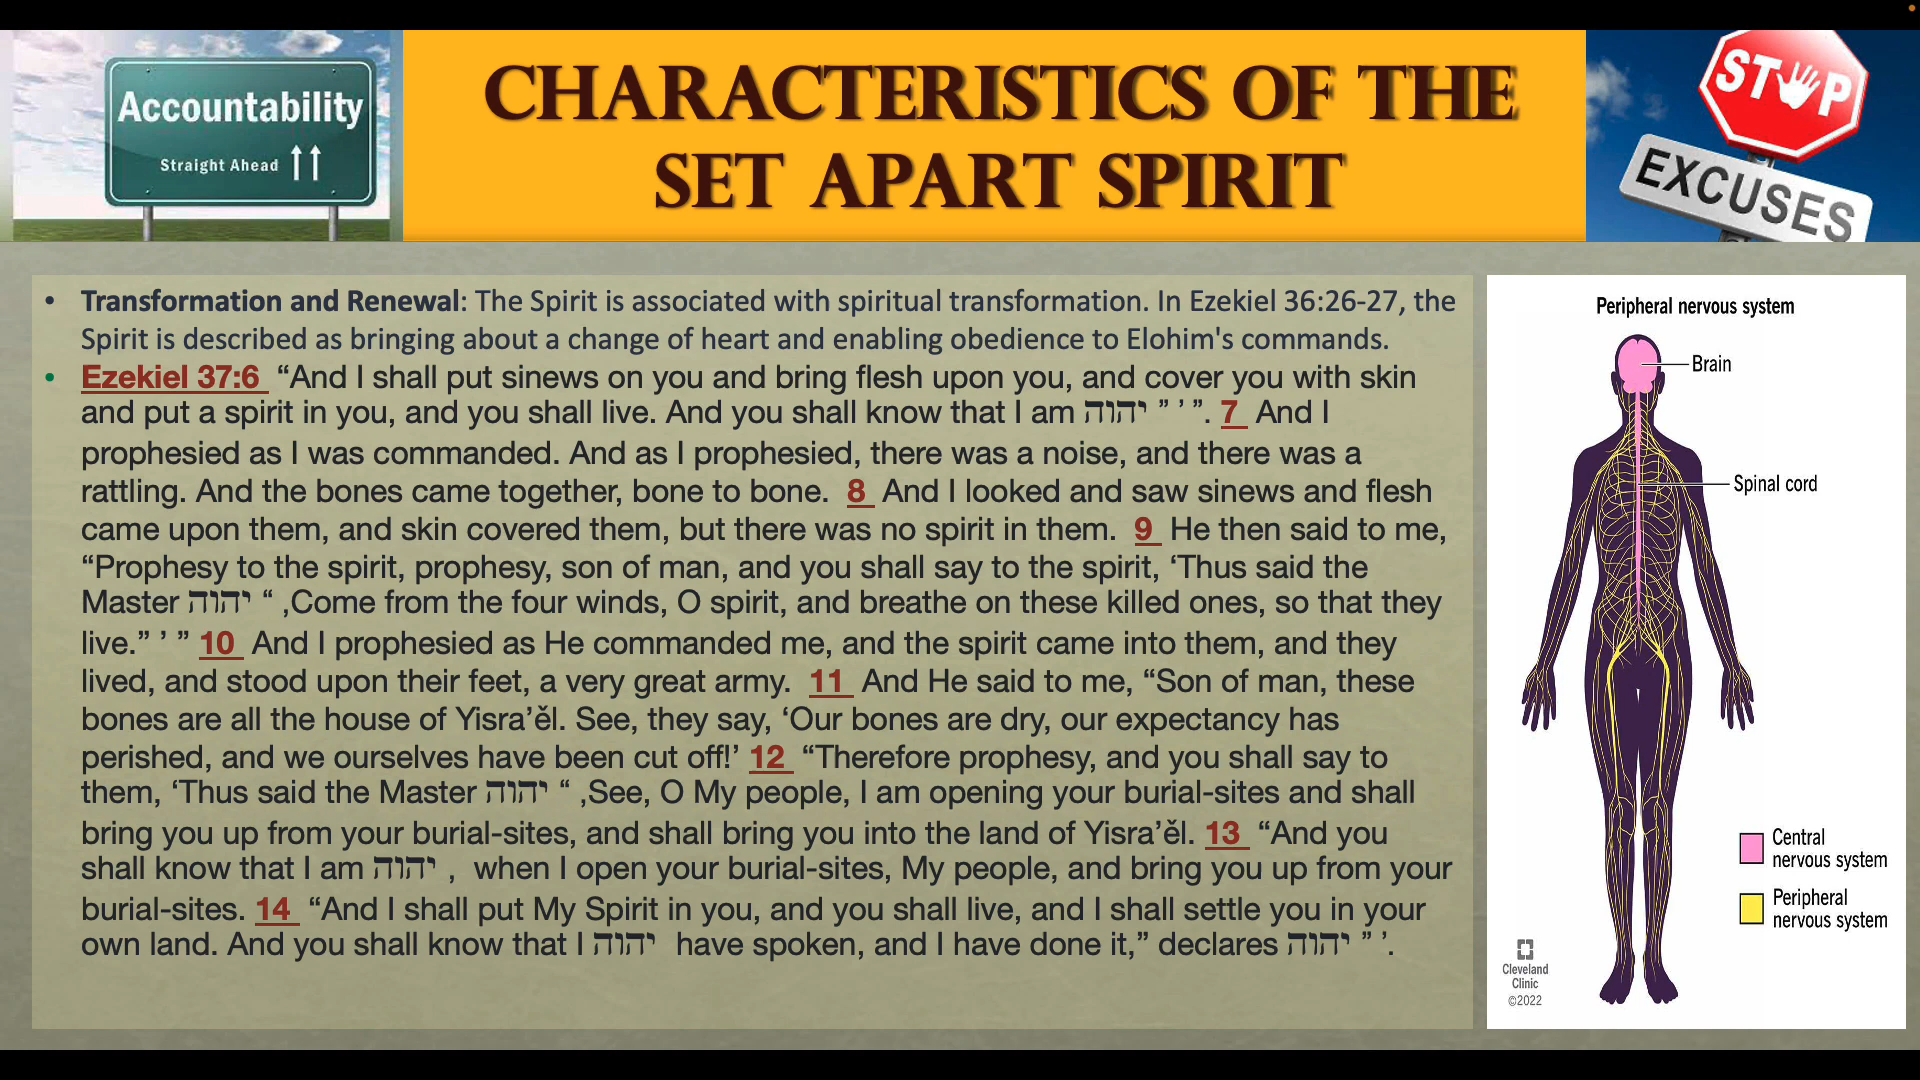 Accountability
Straight Ahead
CHARACTERISTICS OF THE
SET APART SPIRIT
STOP
EXCUSES
• Transformation and Renewal: The Spirit is associated with spiritual transformation. In Ezekiel 36:26-27, the
Spirit is described as bringing about a change of heart and enabling obedience to Elohim's commands.
• Ezekiel 37:6 “And I shall put sinews on you and bring flesh upon you, and cover you with skin
and put a spirit in you, and you shall live. And you shall know that I am יהוה ” ’ ”. 7 And I
prophesied as I was commanded. And as I prophesied, there was a noise, and there was a
rattling. And the bones came together, bone to bone. 8 And I looked and saw sinews and flesh
came upon them, and skin covered them, but there was no spirit in them. 9 He then said to me,
“Prophesy to the spirit, prophesy, son of man, and you shall say to the spirit, ‘Thus said the
Master יהוה “ ,Come from the four winds, O spirit, and breathe on these killed ones, so that they
live.” ’ ” 10 And I prophesied as He commanded me, and the spirit came into them, and they
lived, and stood upon their feet, a very great army. 11 And He said to me, “Son of man, these
bones are all the house of Yisra’ěl. See, they say, ‘Our bones are dry, our expectancy has
perished, and we ourselves have been cut off!’ 12 “Therefore prophesy, and you shall say to
them, ‘Thus said the Master יהוה “ ,See, O My people, I am opening your burial-sites and shall
bring you up from your burial-sites, and shall bring you into the land of Yisra’ěl. 13 “And you
shall know that I am יהוה , when I open your burial-sites, My people, and bring you up from your
burial-sites. 14 “And I shall put My Spirit in you, and you shall live, and I shall settle you in your
own land. And you shall know that I יהוה have spoken, and I have done it,” declares יהוה ” ’.
Peripheral nervous system
Brain
Spinal cord
Central
nervous system
Peripheral
nervous system
Cleveland
Clinic
©2022